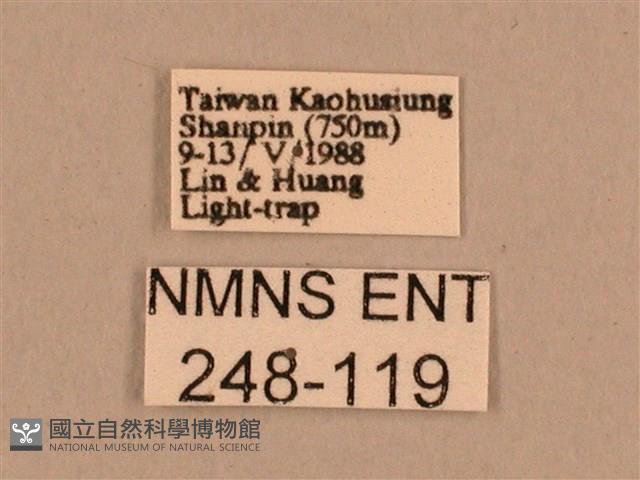 Taiwan Kaohusiung
Shanpin (750m)
9-13/ V/ 1988
Lin & Huang
Light-trap
NMNS ENT
248-119
國立自然科學博物館
NATIONAL MUSEUM OF NATURAL SCIENCE